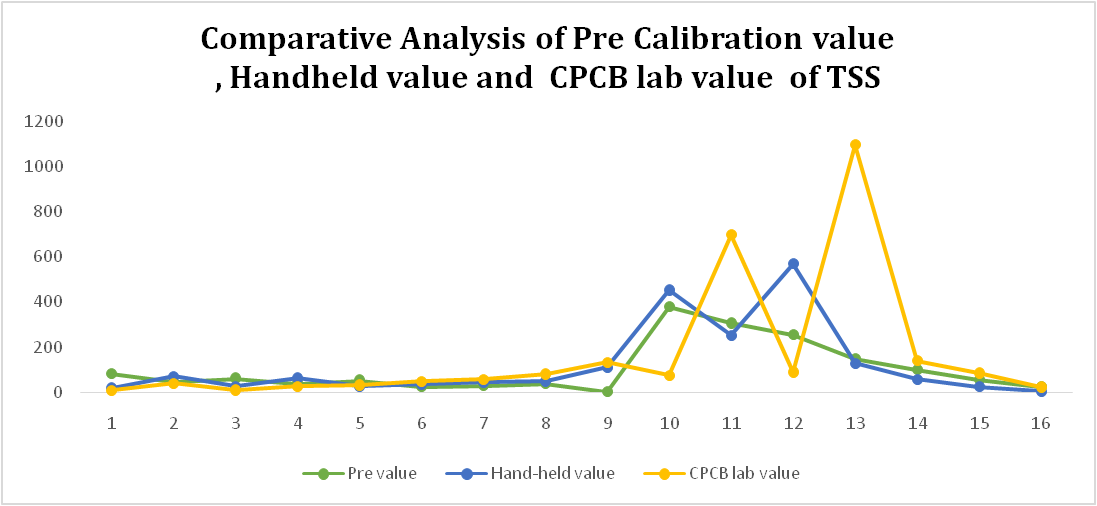 Comparative Analysis of Pre Calibration value
, Handheld value and CPCB lab value of TSS
1200
1000
800
600
400
200
0
1 2 3 4 5 6 7 8 9 10 11 12 13 14 15 16
Pre value Hand-held value CPCB lab value